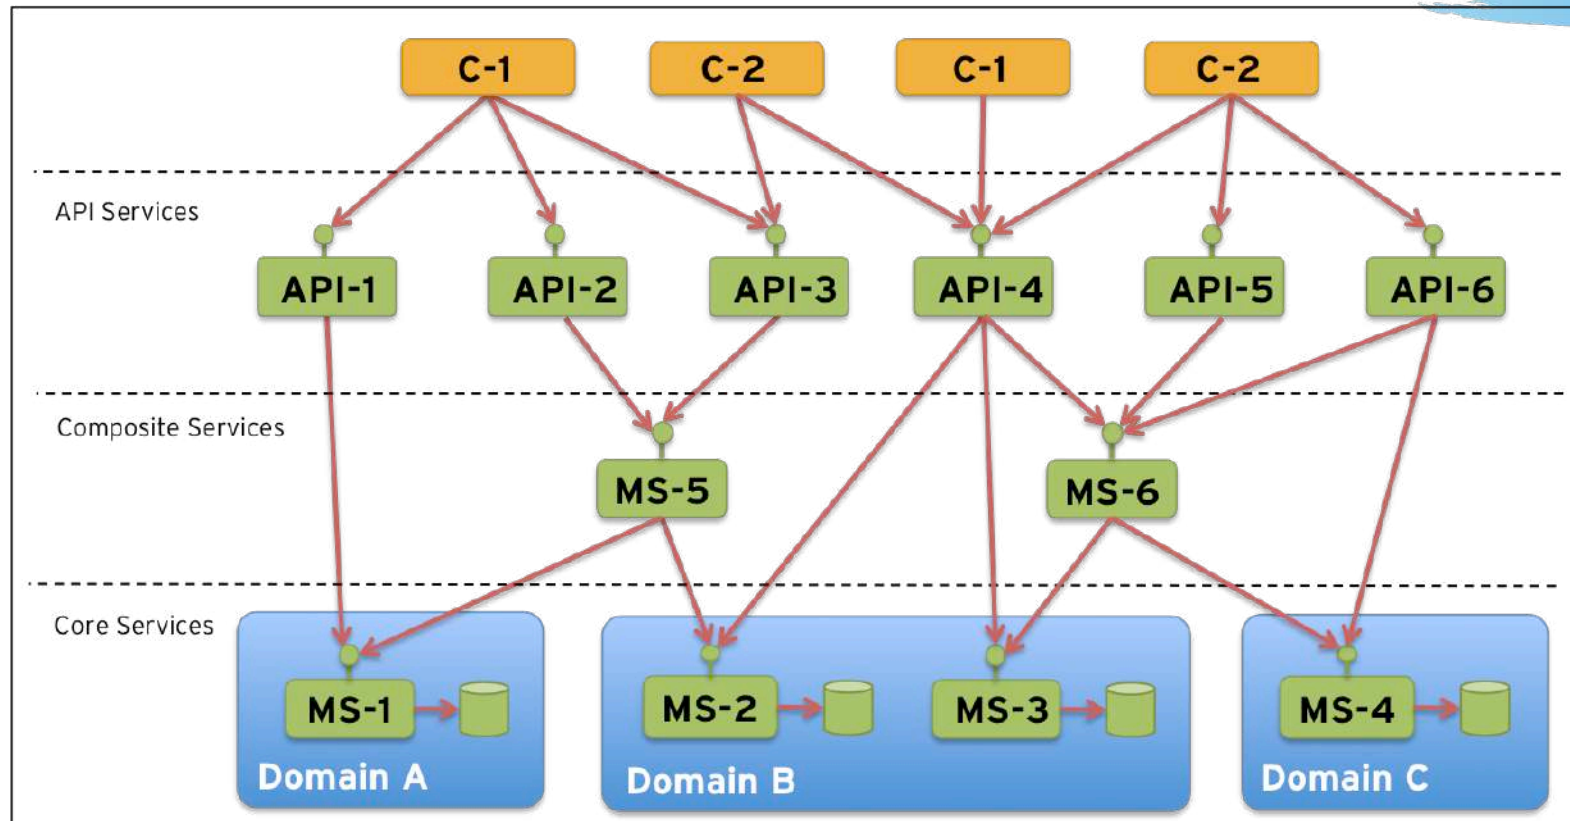 C-1
C-2
C-1
C-2
API Services
API-1
API-2
API-3
API-4
API-5
API-6
Composite Services
MS-5
MS-6
Core Services
MS-1
MS-2
MS-3
MS-4
Domain A
Domain B
Domain C